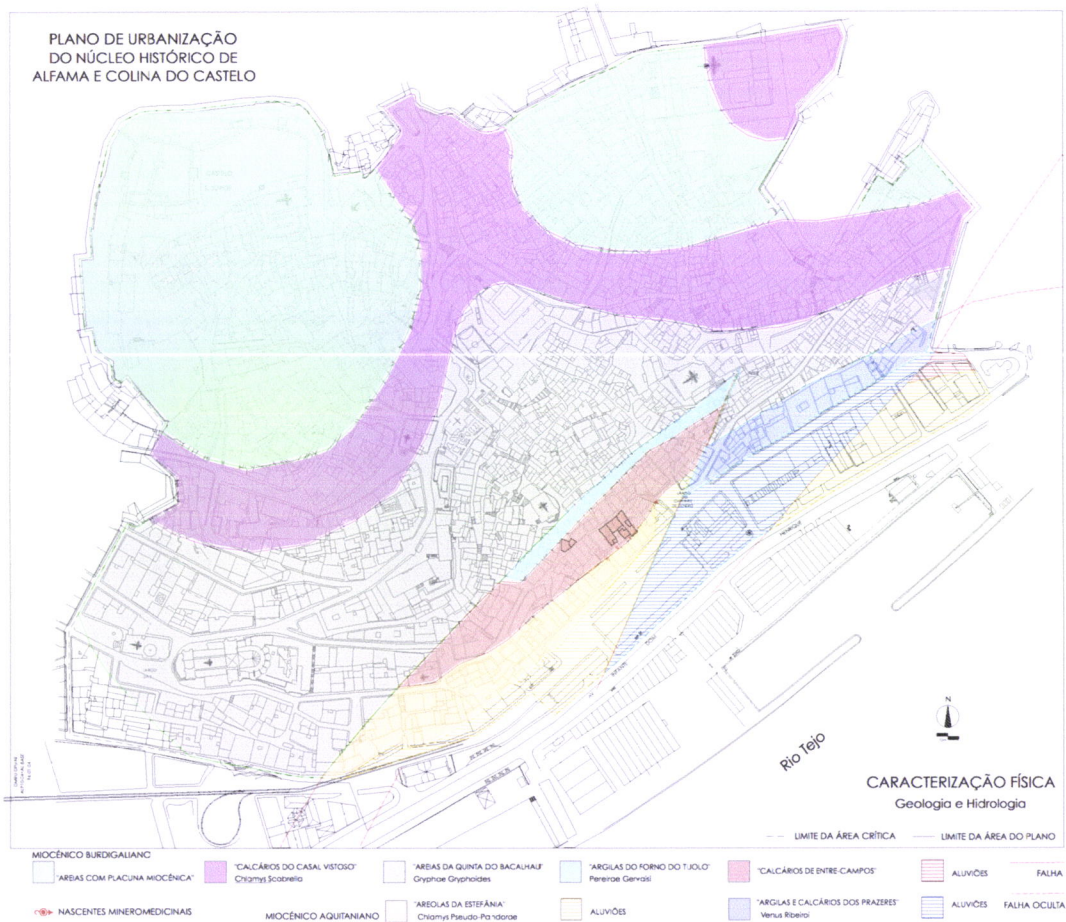 PLANO DE URBANIZAÇÃO
DO NÚCLEO HISTÓRICO DE
ALFAMA E COLINA DO CASTELO
Rio Tejo
N
CARACTERIZAÇÃO FÍSICA
Geologia e Hidrologia
LIMITE DA ÁREA CRÍTICA
LIMITE DA ÁREA DO PLANO
MIOCÉNICO BURDIGALIANO
"AREIAS COM PLACUNA MIOCÉNICA"
"CALCÁRIOS DO CASAL VISTOSO"
Chlamys Scabrella
"AREIAS DA QUINTA DO BACALHAU"
Gryphae Gryphoides
"ARGILAS DO FORNO DO TIJOLO"
Pereirae Gervaisi
"CALCÁRIOS DE ENTRE-CAMPOS"
ALUVIÕES
FALHA
NASCENTES MINEROMEDICINAIS
MIOCÉNICO AQUITANIANO
"AREOLAS DA ESTEFÂNIA"
Chlamys Pseudo-Pandorae
ALUVIÕES
"ARGILAS E CALCÁRIOS DOS PRAZERES"
Venus Ribeiroi
ALUVIÕES
FALHA OCULTA